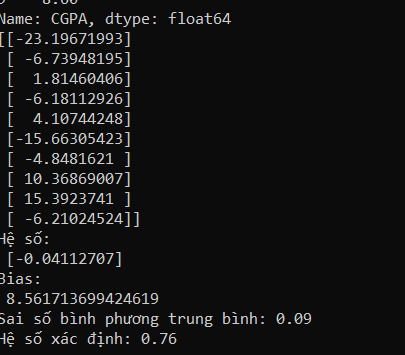 Name: CGPA, dtype: float64
[[-23.19671993]
 [ -6.73948195]
 [  1.81460406]
 [ -6.18112926]
 [  4.10744248]
 [-15.66305423]
 [ -4.8481621 ]
 [ 10.36869007]
 [ 15.3923741 ]
 [ -6.21024524]]
Hệ số:
 [-0.04112707]
Bias:
 8.561713699424619
Sai số bình phương trung bình: 0.09
Hệ số xác định: 0.76